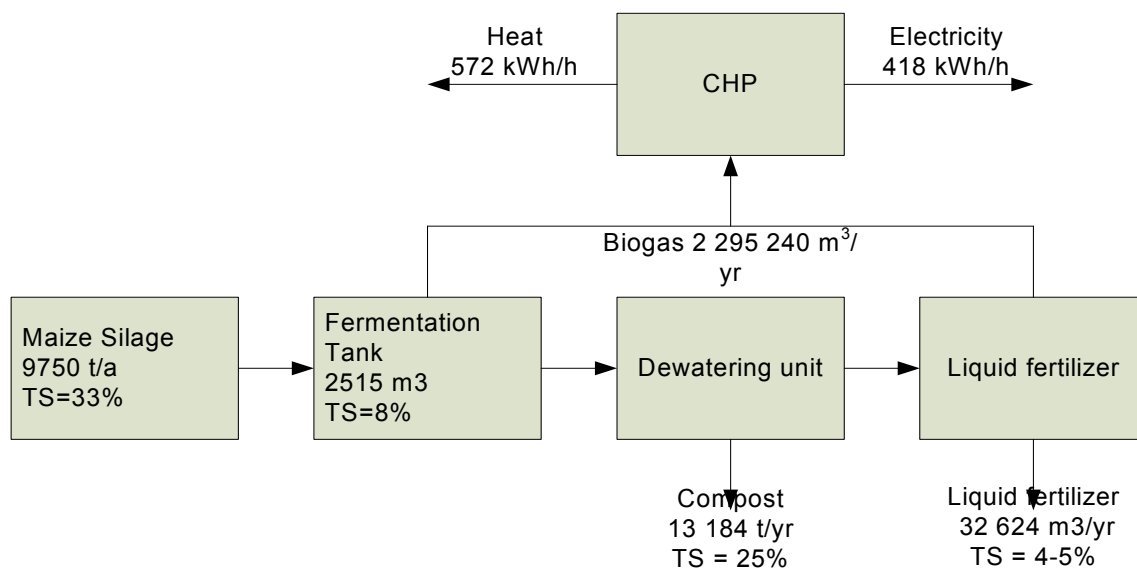 Heat
572 kWh/h
CHP
Electricity
418 kWh/h
Biogas 2 295 240 m³/
yr
Maize Silage
9750 t/a
TS=33%
Fermentation
Tank
2515 m3
TS=8%
Dewatering unit
Liquid fertilizer
Compost
13 184 t/yr
TS = 25%
Liquid fertilizer
32 624 m3/yr
TS = 4-5%